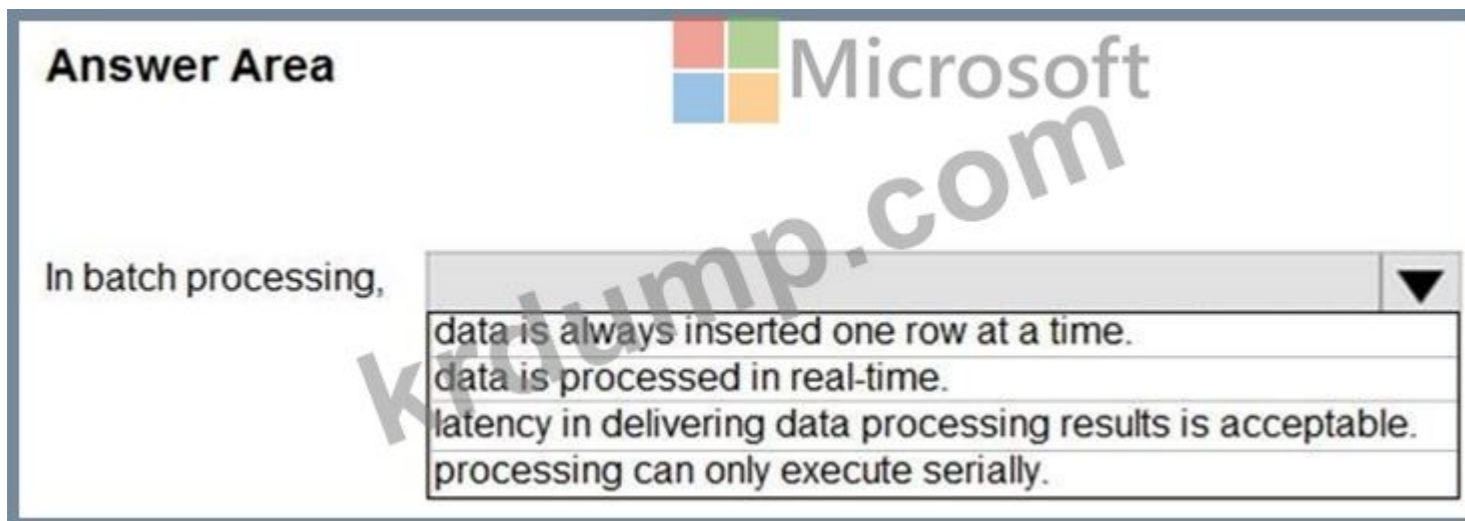 Answer Area
Microsoft
krdump.com
In batch processing,
data is always inserted one row at a time.
data is processed in real-time.
latency in delivering data processing results is acceptable.
processing can only execute serially.